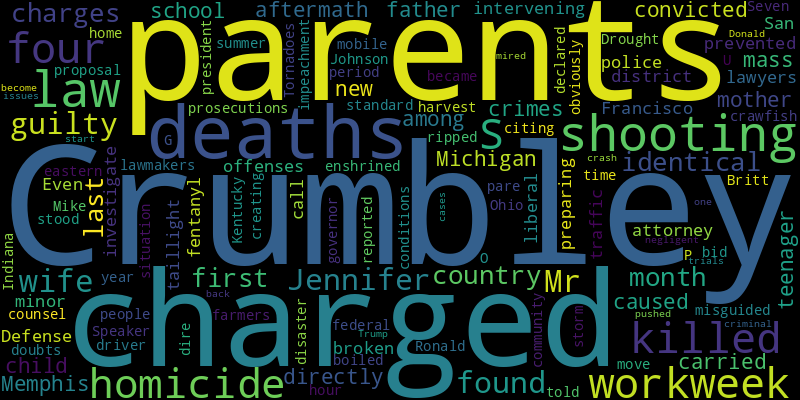 charges
school
aftermath
father
intervening
convicted
Seven
San
Donald
home
parents
four
president
summer
Tornadoes
impeachment
mobile
Johnson
period
declared
obviously
Drought
prevented
police
mass
proposal
law
became
district
lawyers
U
mired
become
issues
new
prosecutions
standard
harvest
crimes
Francisco
mother
crawfish
guilty
deaths
among
S
citing
shooting
start
G
ripped
crash
lawmakers
offenses
enshrined
Michigan
identical
eastern
Even
last
investigate
Crumbley
time
Britt
Mike
stood
taillight
fentanyl
Kentucky
creating
call
governor
reported
conditions
cases
pare
Ohio
liberal
preparing
traffic
one
attorney
negligent
teenager
Indiana
situation
O
P
bid
trials
wife
year
first
Jennifer
country
Mr
month
minor
back
charged
caused
misguided
counsel
people
farmers
disaster
federal
Trump
community
storm
pushed
criminal
Defense
Speaker
driver
dire
broken
Ronald
killed
doubts
child
boiled
move
carried
Memphis
homicide
directly
hour
found
told
workweek